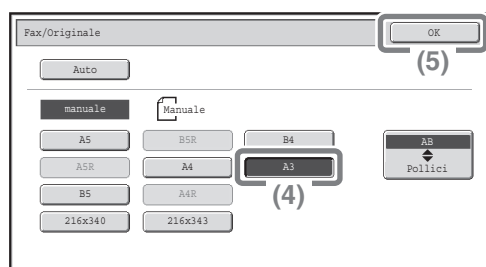 Fax/Originale
OK
(5)
Auto
manuale
Manuale
A5
B5R
B4
AB
Pollici
A5R
A4
A3
(4)
B5
A4R
216x340
216x343